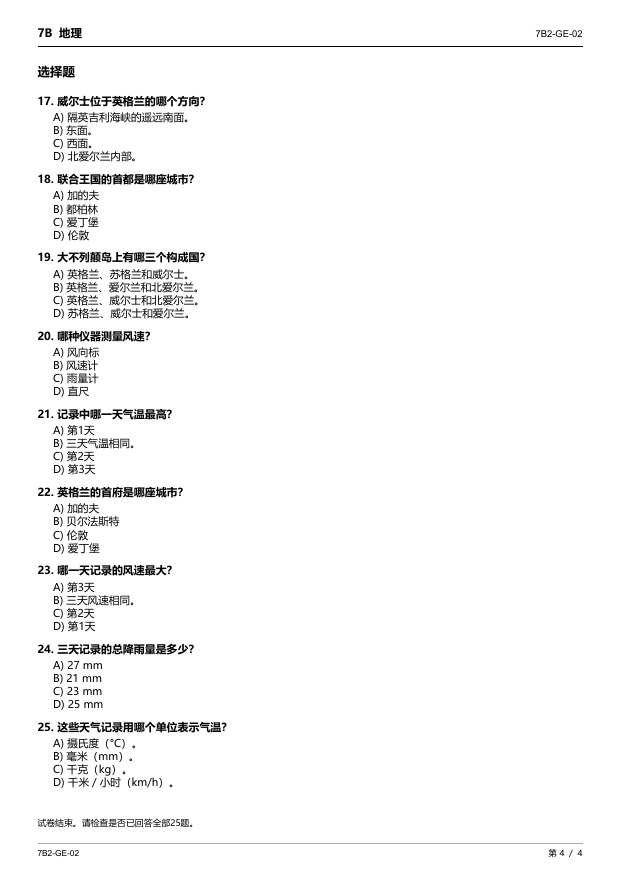 7B 地理
7B2-GE-02
选择题
17. 威尔士位于英格兰的哪个方向?
A) 隔英吉利海峡的遥远南面。
B) 东面。
C) 西面。
D) 北爱尔兰内部。
18. 联合王国的首都是哪座城市?
A) 加的夫
B) 都柏林
C) 爱丁堡
D) 伦敦
19. 大不列颠岛上有哪三个构成国?
A) 英格兰、苏格兰和威尔士。
B) 英格兰、爱尔兰和北爱尔兰。
C) 英格兰、威尔士和北爱尔兰。
D) 苏格兰、威尔士和爱尔兰。
20. 哪种仪器测量风速?
A) 风向标
B) 风速计
C) 雨量计
D) 直尺
21. 记录中哪一天气温最高?
A) 第1天
B) 三天气温相同。
C) 第2天
D) 第3天
22. 英格兰的首府是哪座城市?
A) 加的夫
B) 贝尔法斯特
C) 伦敦
D) 爱丁堡
23. 哪一天记录的风速最大?
A) 第3天
B) 三天风速相同。
C) 第2天
D) 第1天
24. 三天记录的总降雨量是多少?
A) 27 mm
B) 21 mm
C) 23 mm
D) 25 mm
25. 这些天气记录用哪个单位表示气温?
A) 摄氏度（°C）。
B) 毫米（mm）。
C) 千克（kg）。
D) 千米 / 小时（km/h）。
试卷结束。请检查是否已回答全部25题。
7B2-GE-02
第 4 / 4